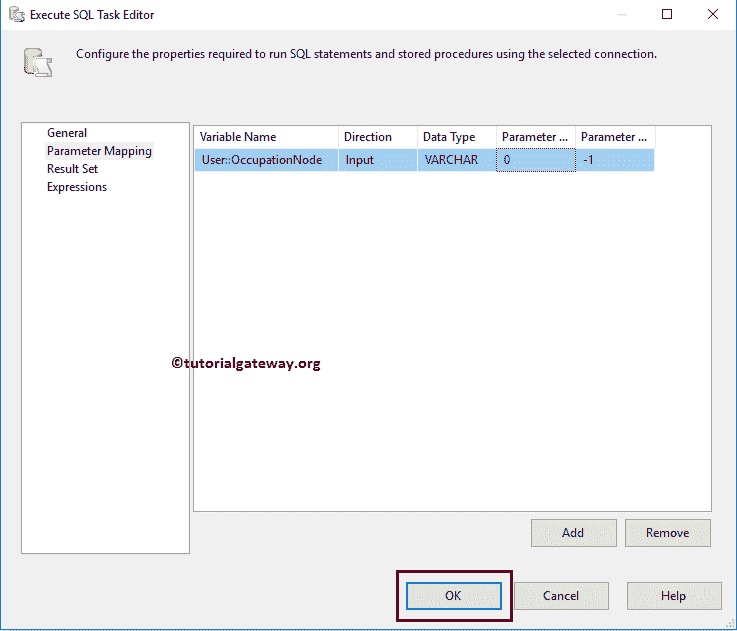 Execute SQL Task Editor
Configure the properties required to run SQL statements and stored procedures using the selected connection.
General
Parameter Mapping
Result Set
Expressions
Variable Name Direction Data Type Parameter ... Parameter ...
User::OccupationNode Input VARCHAR 0 -1
©tutorialgateway.org
Add Remove
OK Cancel Help